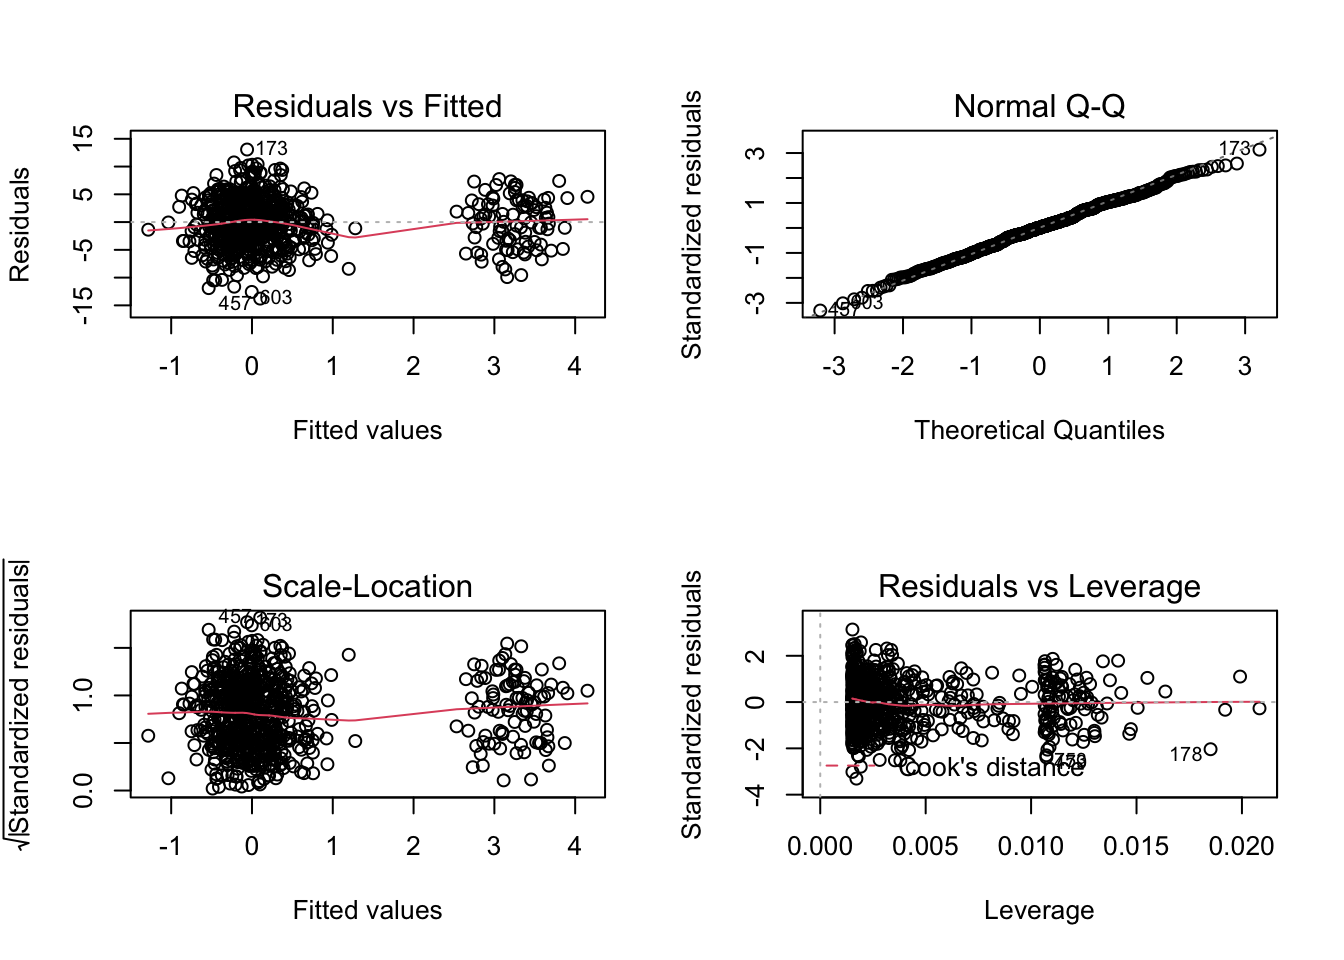 Residuals vs Fitted
Residuals
15
5
-5
-15
173
457
603
-1 0 1 2 3 4
Fitted values
Normal Q-Q
Standardized residuals
3
1
-1
-3
173
457
603
-3 -2 -1 0 1 2 3
Theoretical Quantiles
Scale-Location
√|Standardized residuals|
1.0
0.0
457
173
603
-1 0 1 2 3 4
Fitted values
Residuals vs Leverage
Standardized residuals
2
0
-2
-4
178
Cook's distance
0.000 0.005 0.010 0.015 0.020
Leverage